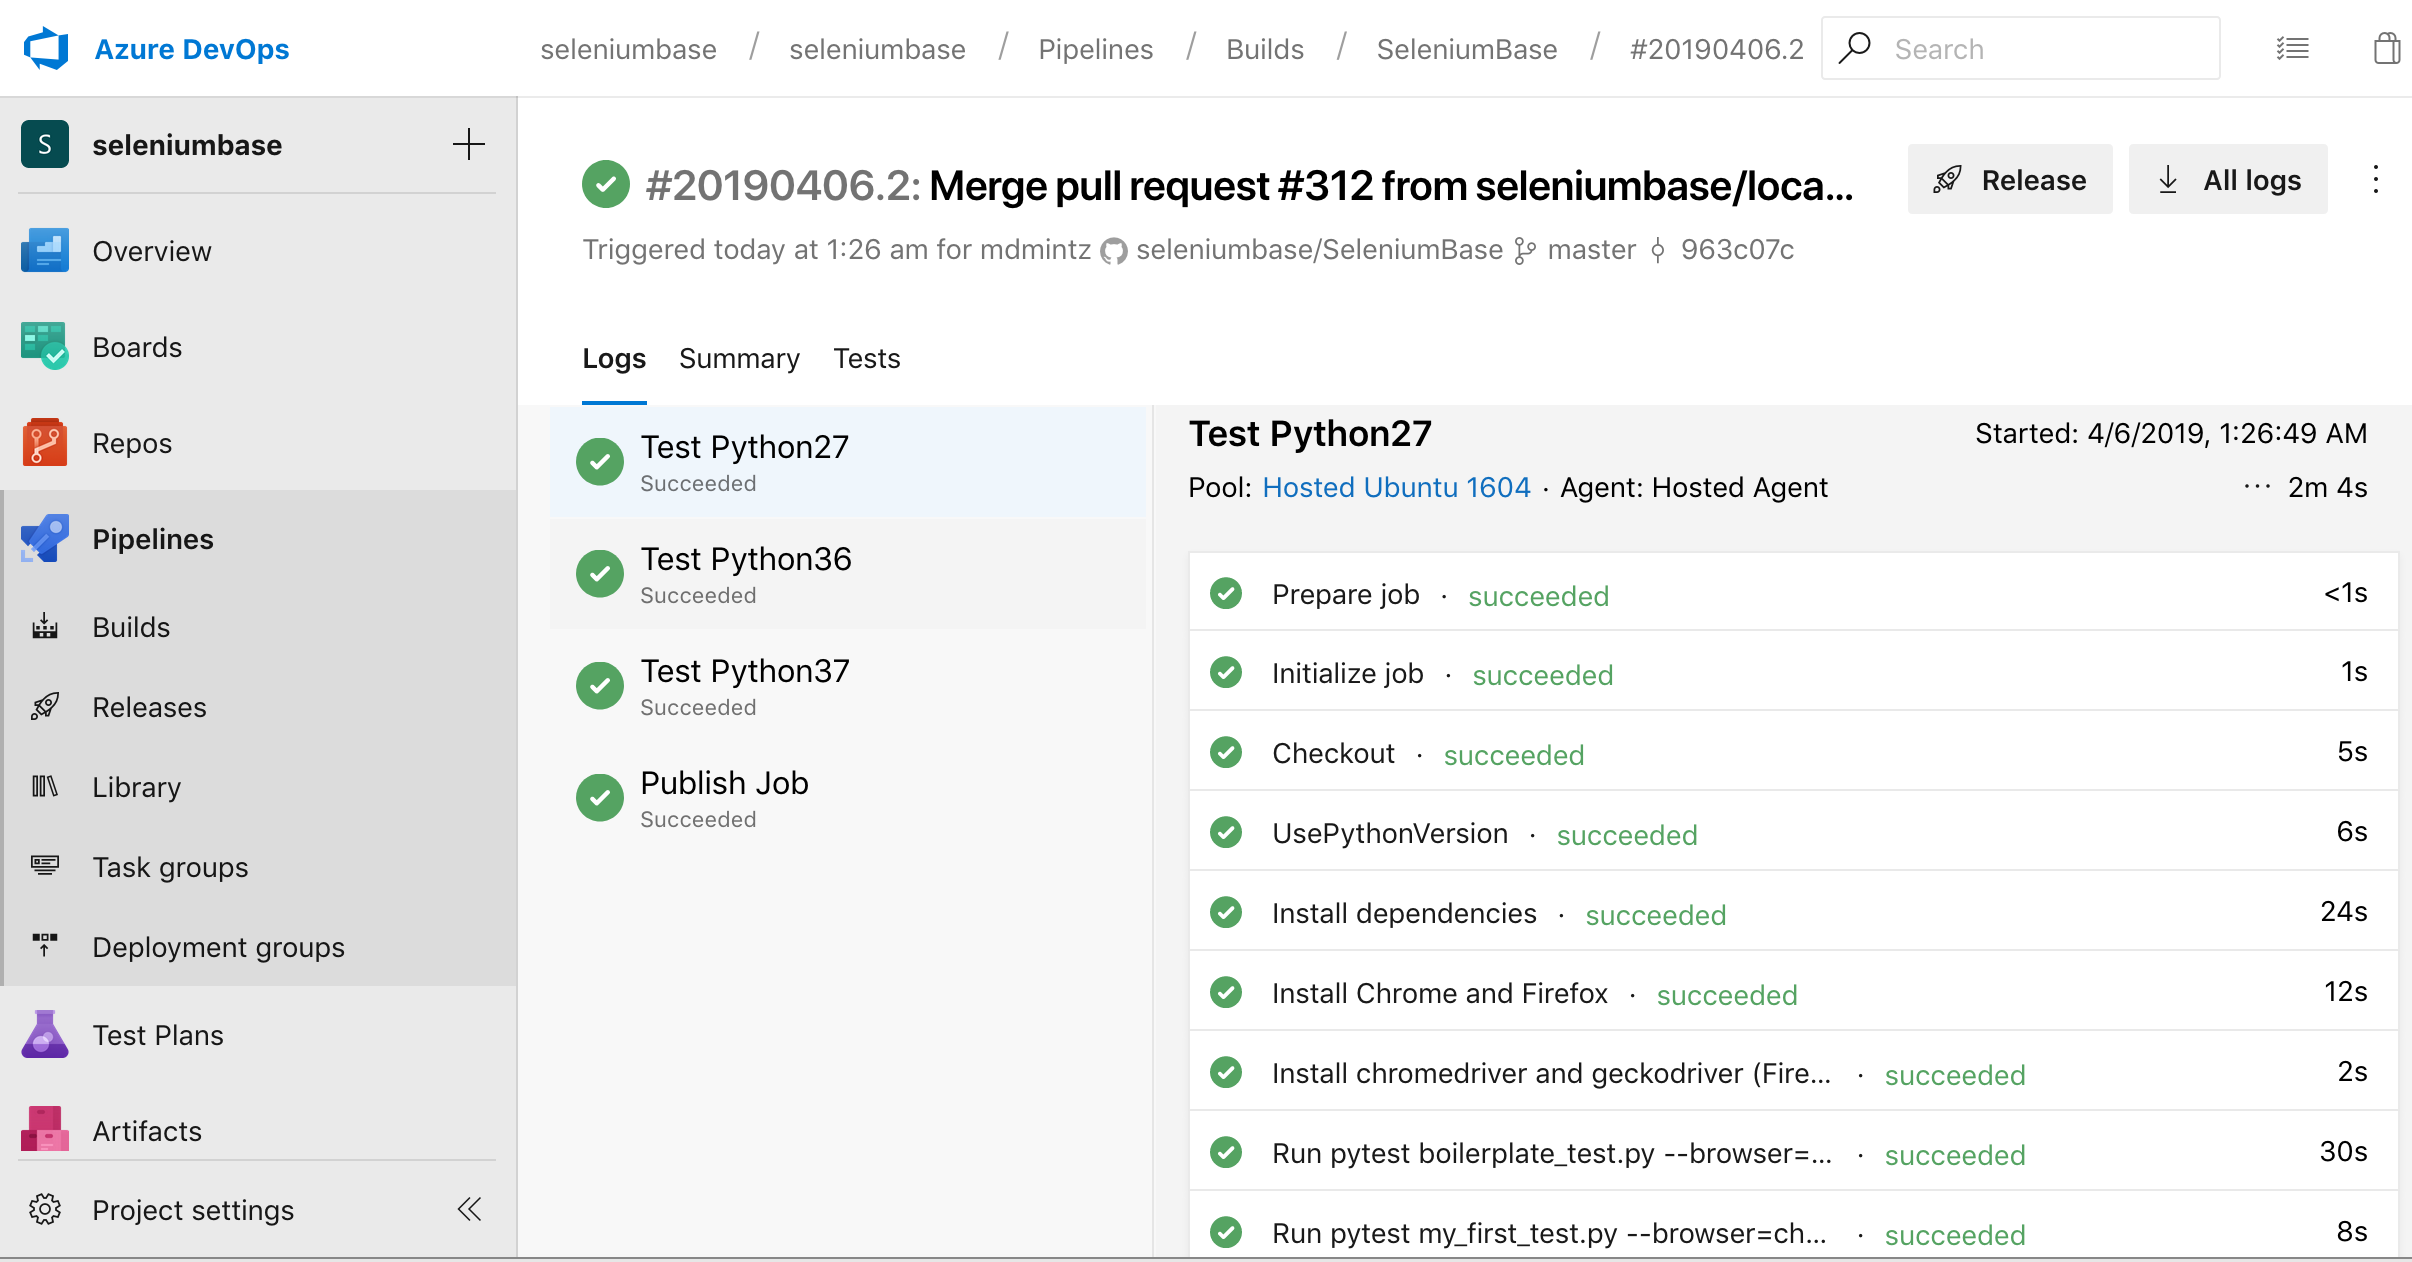 Azure DevOps
seleniumbase / seleniumbase / Pipelines / Builds / SeleniumBase / #20190406.2
Search
S
seleniumbase
Overview
Boards
Repos
Pipelines
Builds
Releases
Library
Task groups
Deployment groups
Test Plans
Artifacts
Project settings
#20190406.2: Merge pull request #312 from seleniumbase/loca...
Release
All logs
Triggered today at 1:26 am for mdmintz seleniumbase/SeleniumBase master 963c07c
Logs Summary Tests
Test Python27
Succeeded
Test Python36
Succeeded
Test Python37
Succeeded
Publish Job
Succeeded
Test Python27
Started: 4/6/2019, 1:26:49 AM
Pool: Hosted Ubuntu 1604 · Agent: Hosted Agent
··· 2m 4s
Prepare job · succeeded <1s
Initialize job · succeeded 1s
Checkout · succeeded 5s
UsePythonVersion · succeeded 6s
Install dependencies · succeeded 24s
Install Chrome and Firefox · succeeded 12s
Install chromedriver and geckodriver (Fire... · succeeded 2s
Run pytest boilerplate_test.py --browser=... · succeeded 30s
Run pytest my_first_test.py --browser=ch... · succeeded 8s